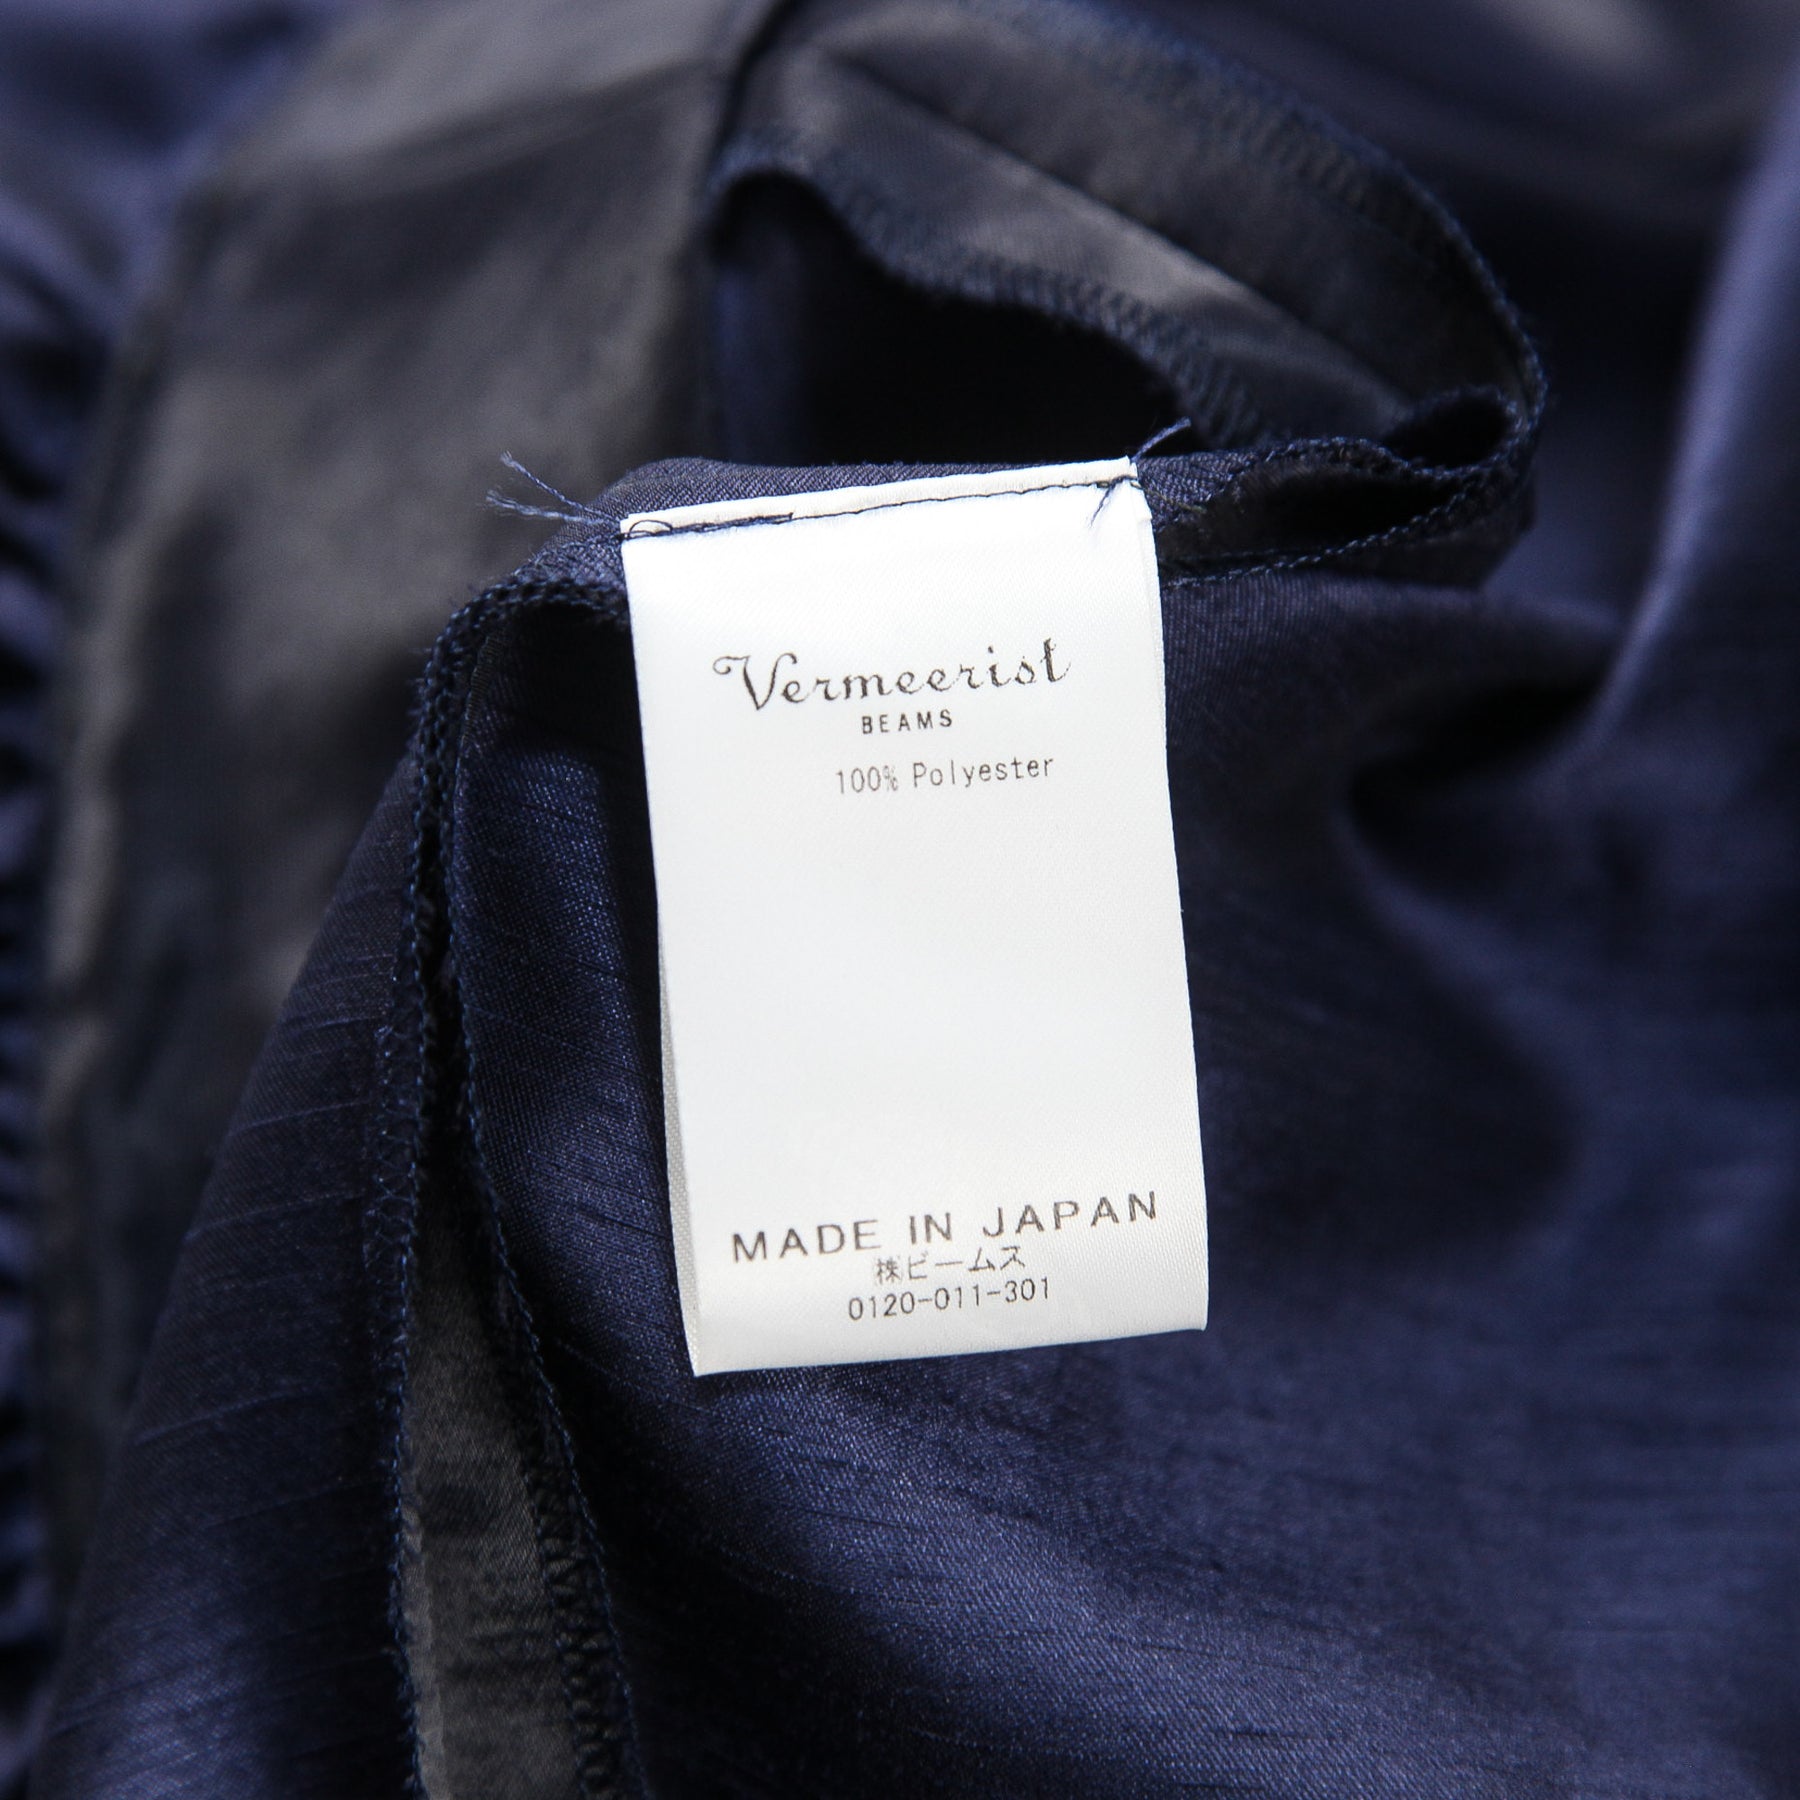 Vermeerist
BEAMS
100% Polyester
MADE IN JAPAN
㈱ビームス
0120-011-301